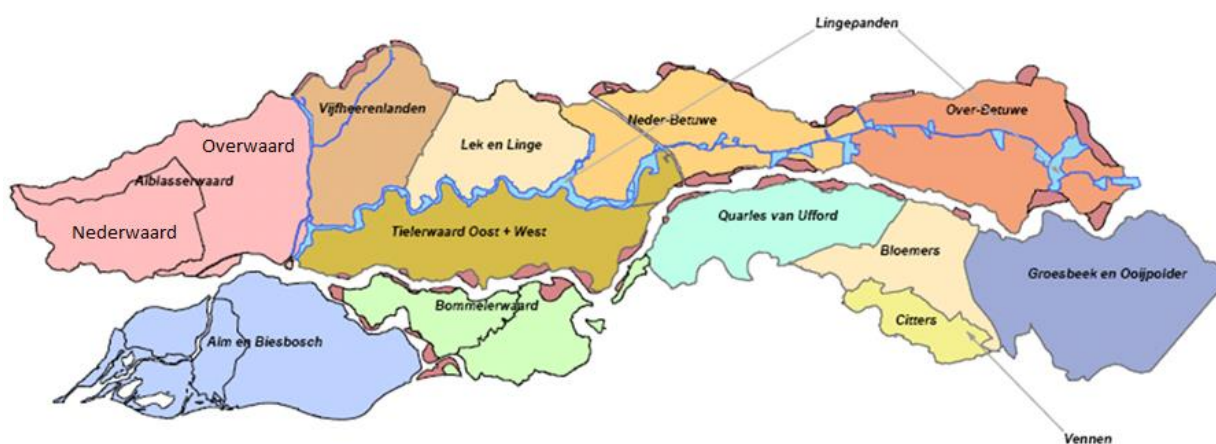 Lingepanden
Vijfheerenlanden
Over-Betuwe
Neder-Betuwe
Overwaard
Lek en Linge
Alblasserwaard
Quarles van Ufford
Nederwaard
Tielerwaard Oost + West
Bloemers
Groesbeek en Ooijpolder
Bommelerwaard
Citters
Alm en Biesbosch
Vennen